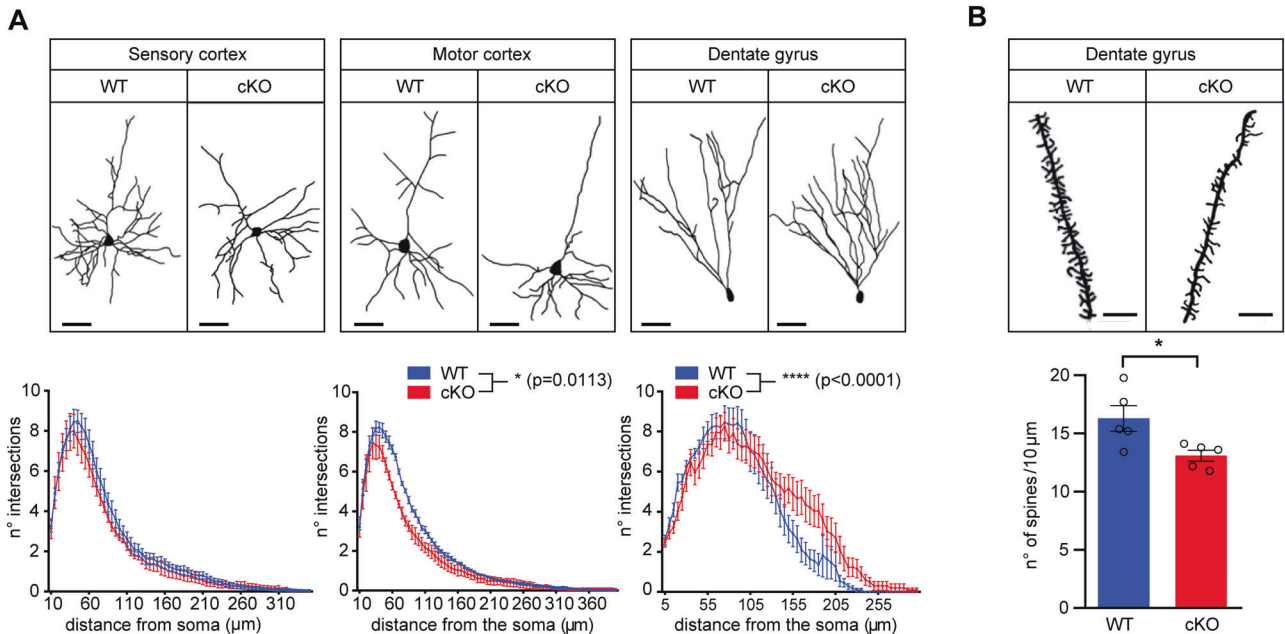 A
Sensory cortex
WT cKO
Motor cortex
WT cKO
Dentate gyrus
WT cKO
n° intersections
10
8
6
4
2
0
10 60 110 160 210 260 310
distance from soma (µm)
WT
cKO
* (p=0.0113)
n° intersections
10
8
6
4
2
0
10 60 110 160 210 260 310 360
distance from the soma (µm)
WT
cKO
**** (p<0.0001)
n° intersections
10
8
6
4
2
0
5 55 105 155 205 255
distance from the soma (µm)
B
Dentate gyrus
WT cKO
*
n° of spines/10µm
20
15
10
5
0
WT cKO